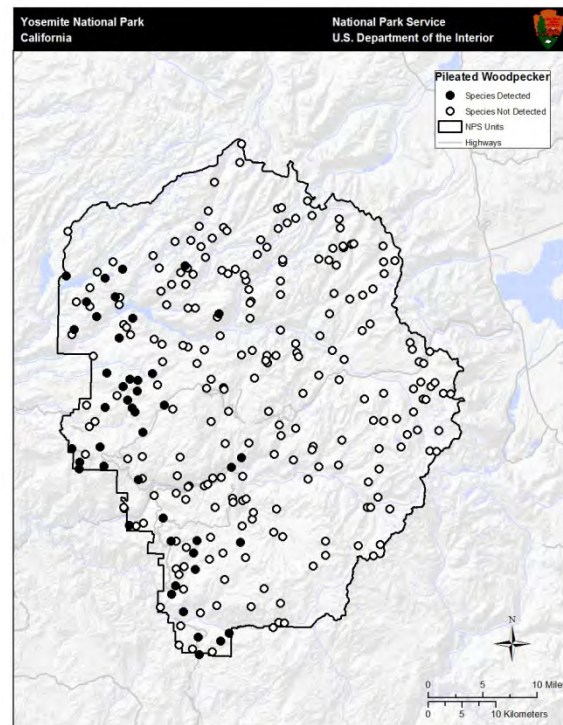 Yosemite National Park
California
National Park Service
U.S. Department of the Interior
Pileated Woodpecker
Species Detected
Species Not Detected
NPS Units
Highways
N
0 5 10 Miles
0 5 10 Kilometers